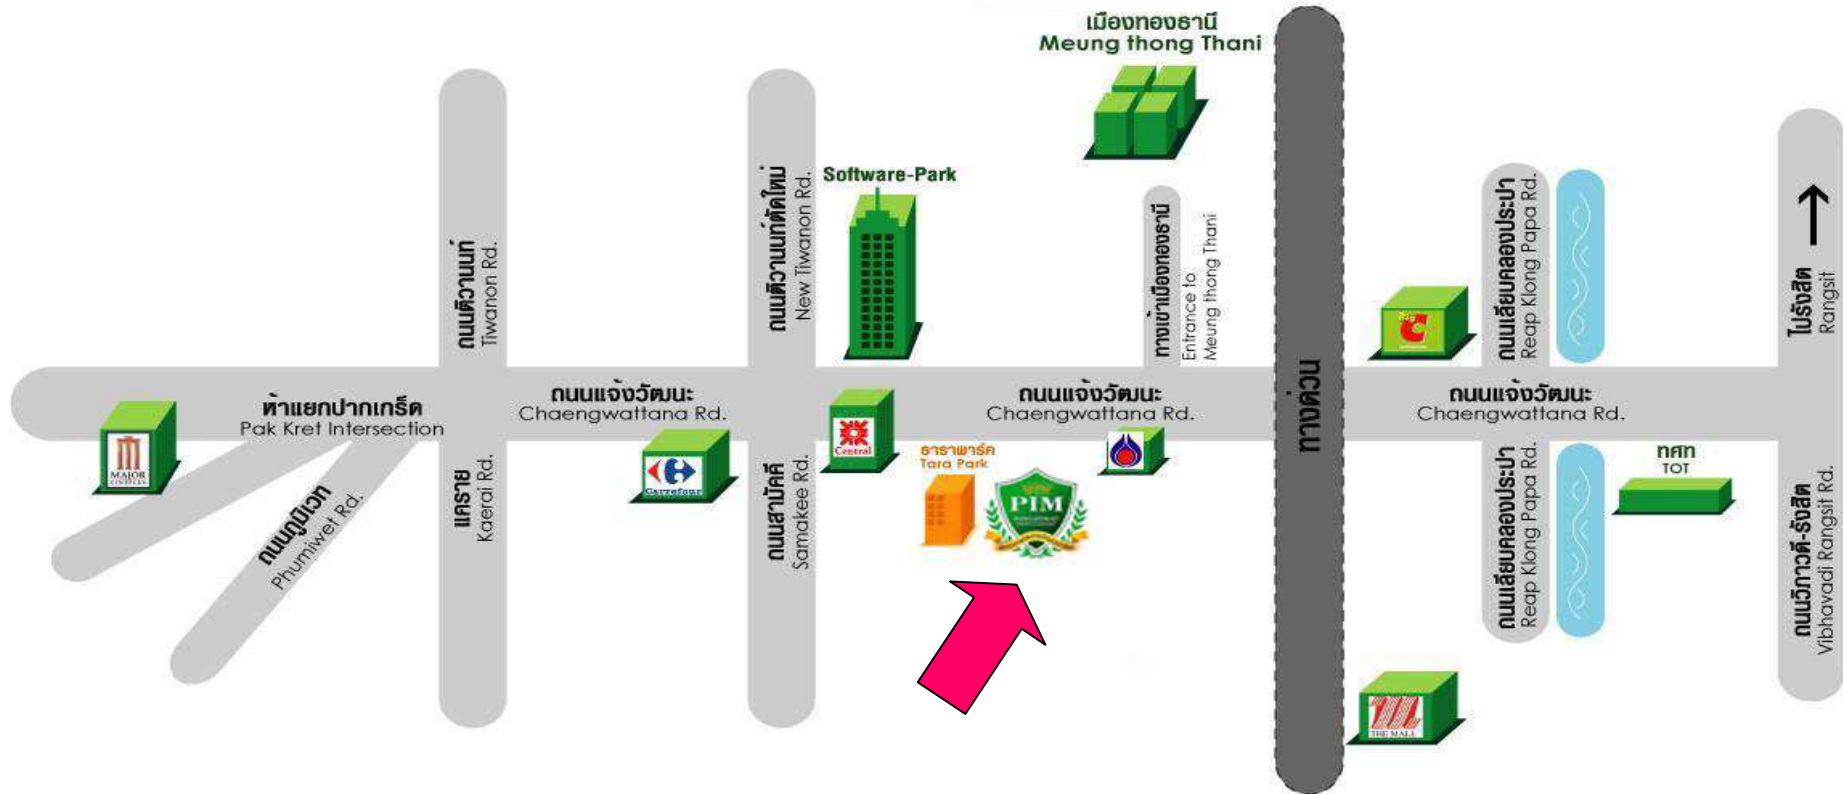 เมืองทองธานี
Meung thong Thani
ถนนติวานนท์
Tiwanon Rd.
ถนนติวานนท์ตัดใหม่
New Tiwanon Rd.
Software-Park
ทางเข้าเมืองทองธานี
Entrance to
Meung thong Thani
ทางด่วน
Big
C
ถนนเลียบคลองประปา
Reap Klong Papa Rd.
ไปรังสิต
Rangsit
ห้าแยกปากเกร็ด
Pak Kret Intersection
ถนนแจ้งวัฒนะ
Chaengwattana Rd.
ถนนแจ้งวัฒนะ
Chaengwattana Rd.
ถนนแจ้งวัฒนะ
Chaengwattana Rd.
MAJOR
CINEPLEX
ถนนภูมิเวท
Phumiwet Rd.
แคราย
Kaerai Rd.
Carrefour
ถนนสามัคคี
Samakee Rd.
Central
ธาราพาร์ค
Tara Park
PIM
ถนนเลียบคลองประปา
Reap Klong Papa Rd.
ทศท
TOT
ถนนวิภาวดี-รังสิต
Vibhavadi Rangsit Rd.
THE MALL